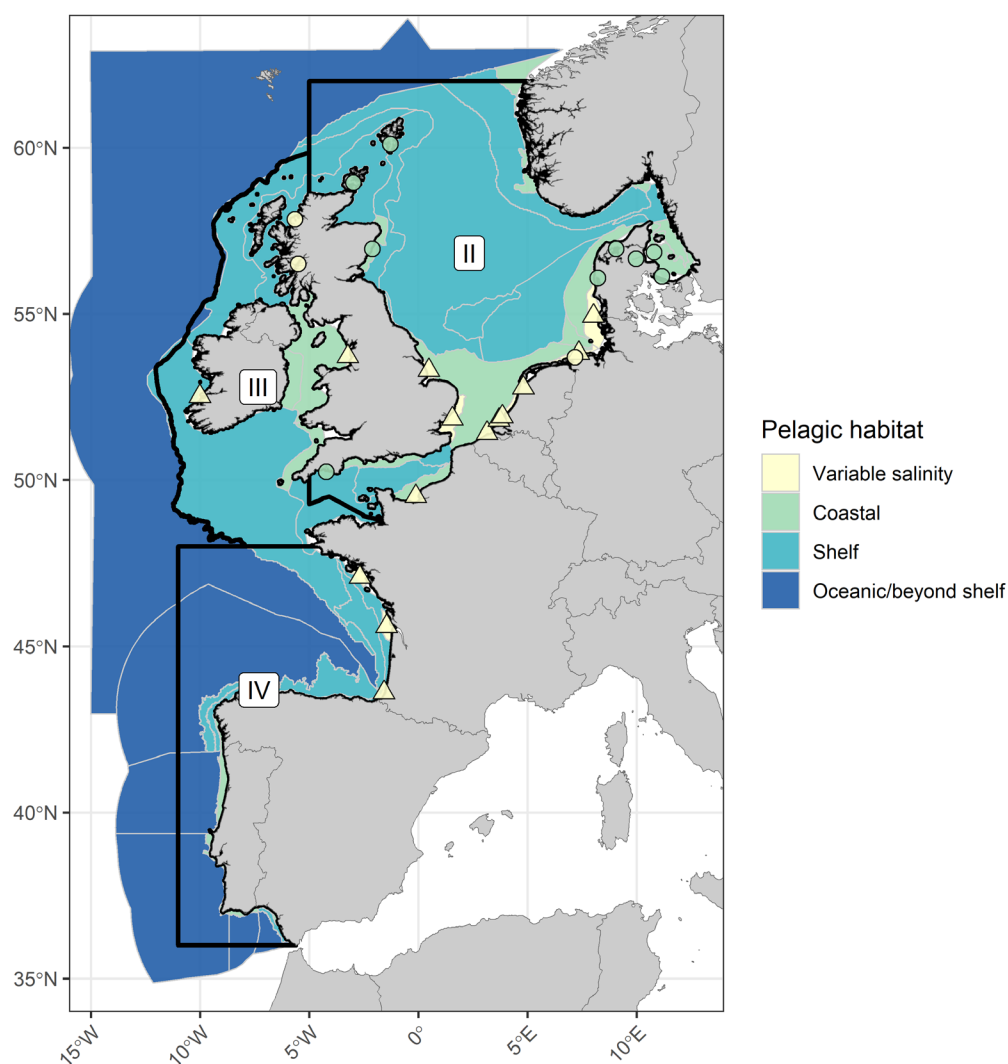 60°N
55°N
50°N
45°N
40°N
35°N
15°W
10°W
5°W
0°
5°E
10°E
II
III
IV
Pelagic habitat
Variable salinity
Coastal
Shelf
Oceanic/beyond shelf